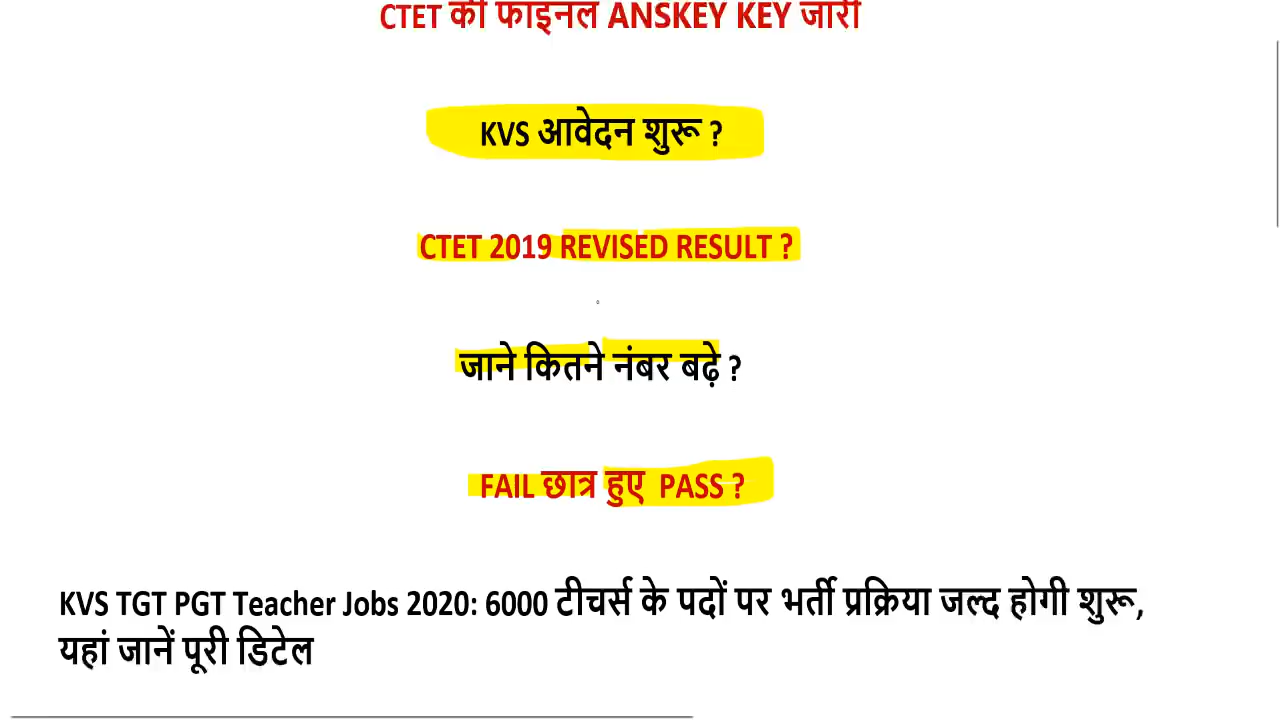 CTET की फाइनल ANSKEY KEY जारी
KVS आवेदन शुरू ?
CTET 2019 REVISED RESULT ?
जाने कितने नंबर बढ़े ?
FAIL छात्र हुए PASS ?
KVS TGT PGT Teacher Jobs 2020: 6000 टीचर्स के पदों पर भर्ती प्रक्रिया जल्द होगी शुरू,
यहां जानें पूरी डिटेल